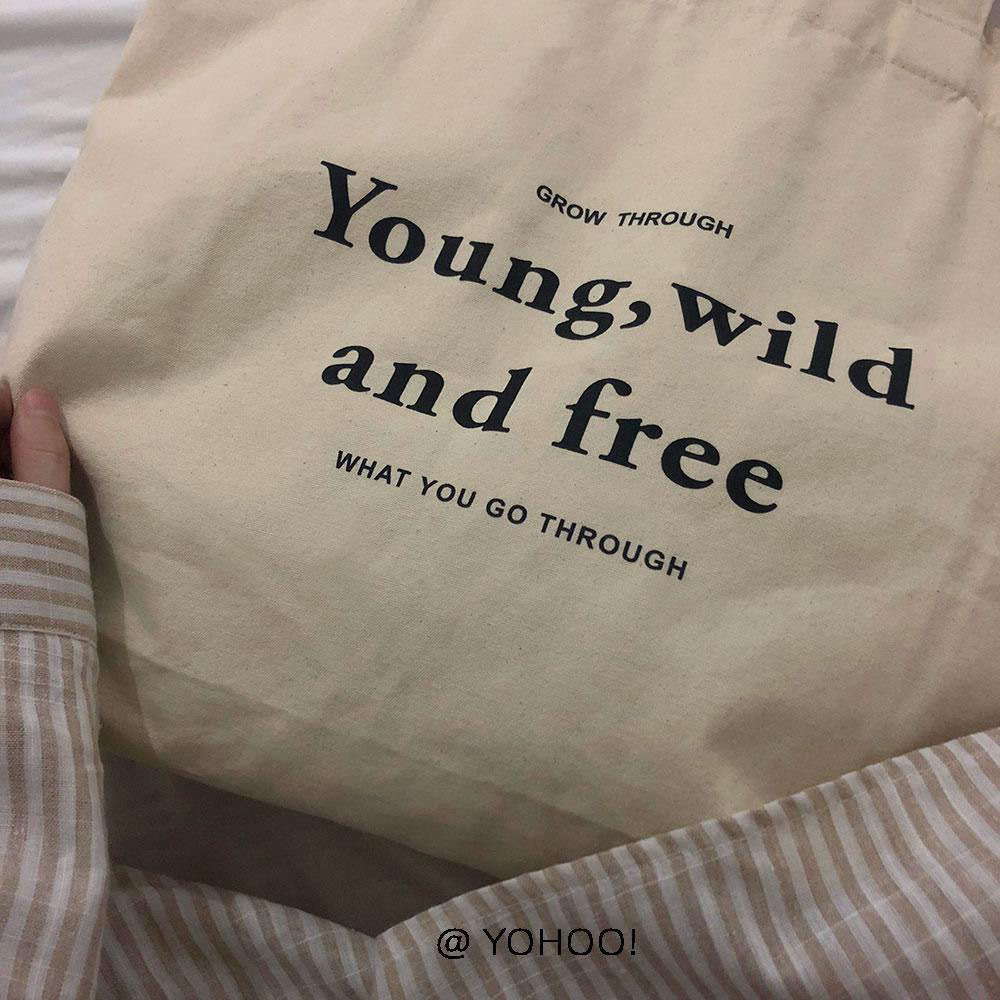 GROW THROUGH
Young, wild
and free
WHAT YOU GO THROUGH
@ YOHOO!